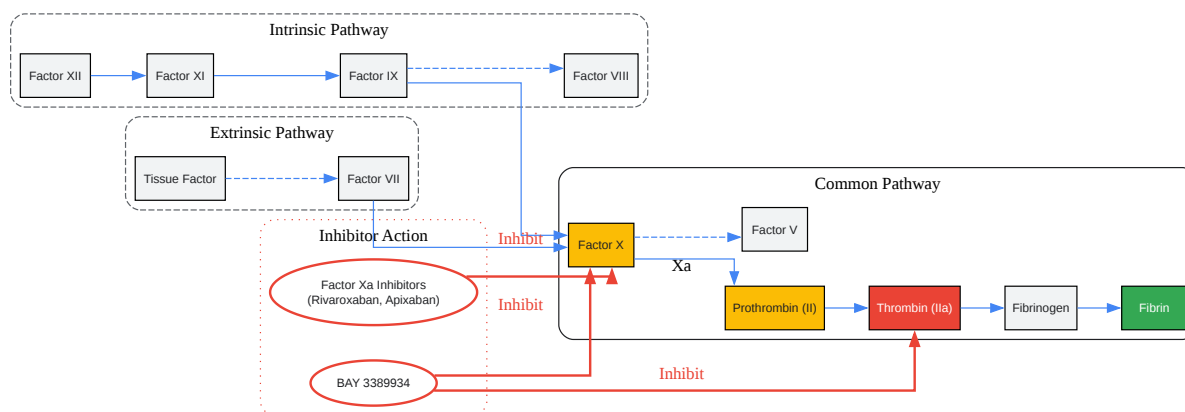 Intrinsic Pathway
Factor XII
Factor XI
Factor IX
Factor VIII
Extrinsic Pathway
Tissue Factor
Factor VII
Common Pathway
Factor X
Factor V
Xa
Prothrombin (II)
Thrombin (IIa)
Fibrinogen
Fibrin
Inhibitor Action
Inhibit
Factor Xa Inhibitors
(Rivaroxaban, Apixaban)
Inhibit
BAY 3389934
Inhibit